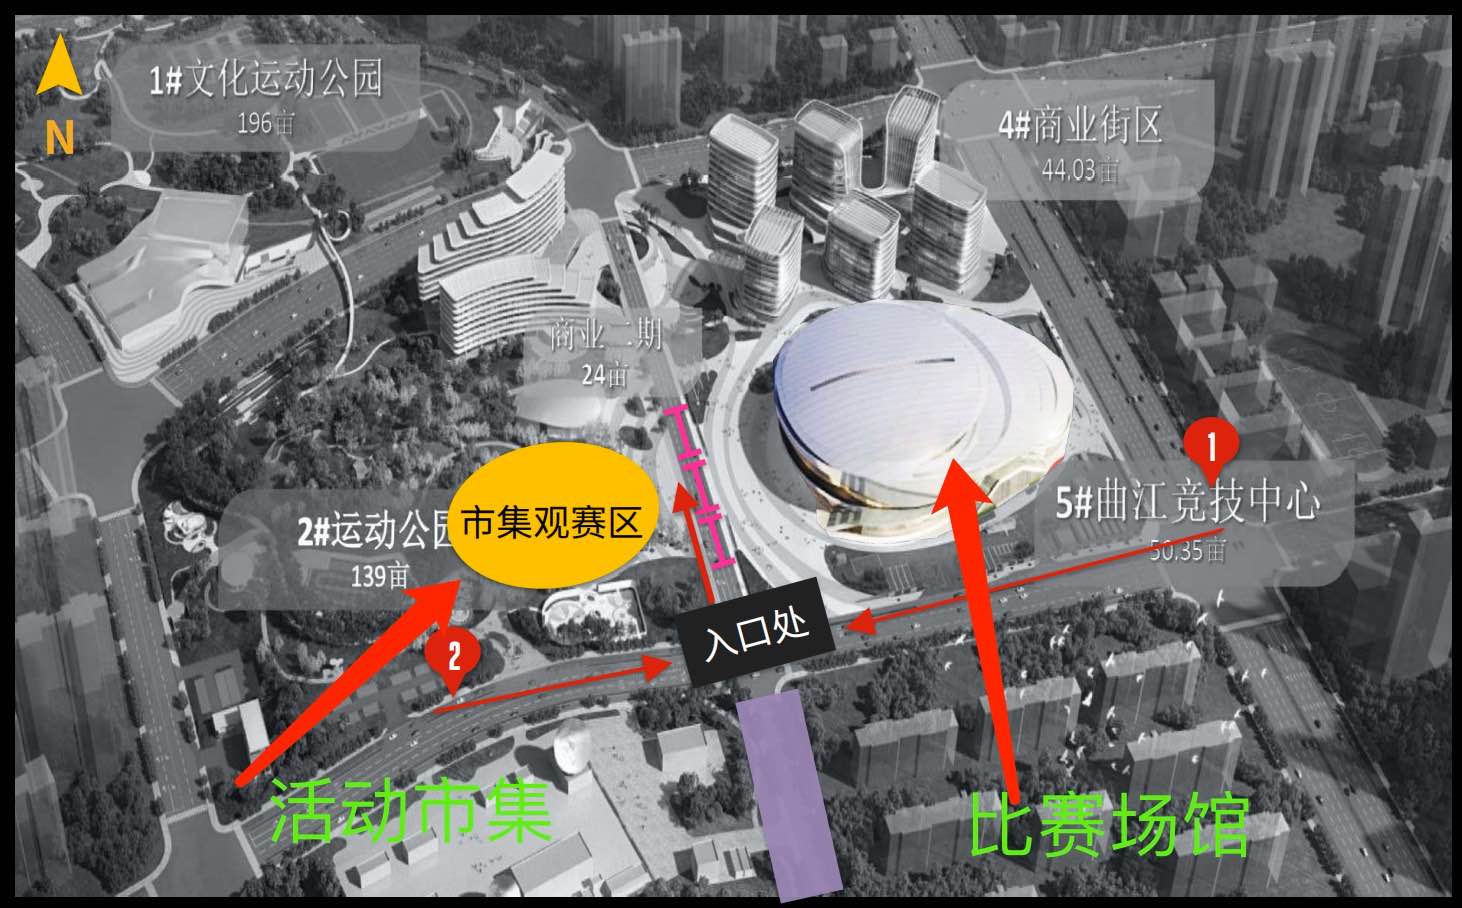 N
1#文化运动公园
196亩
4#商业街区
44.03亩
商业二期
24亩
1
5#曲江竞技中心
50.35亩
2#运动公园
139亩
市集观赛区
入口处
2
活动市集
比赛场馆